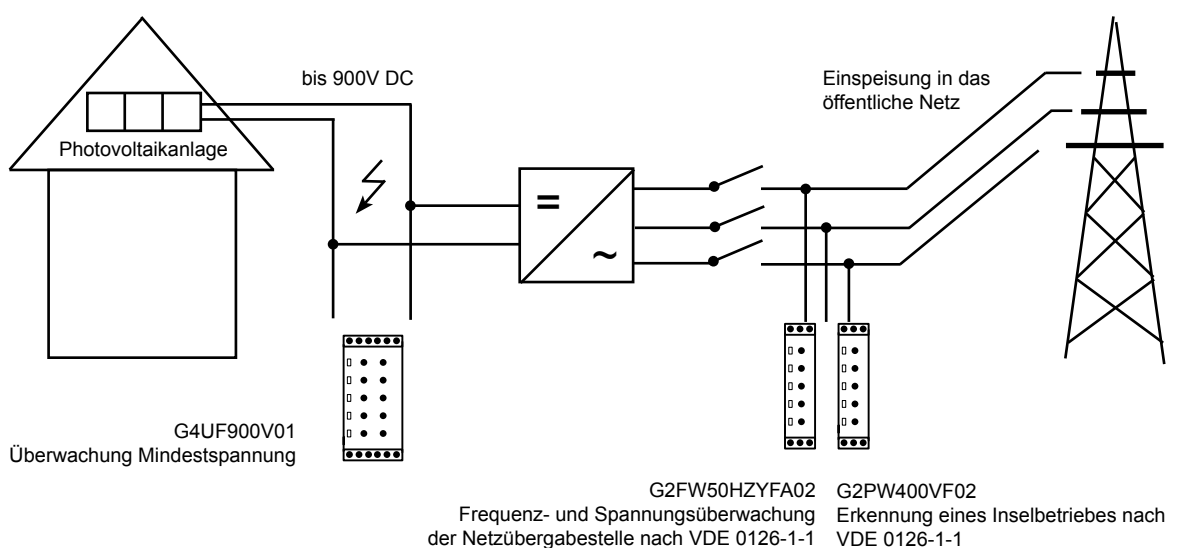 bis 900V DC
Einspeisung in das
öffentliche Netz
Photovoltaikanlage
=
~
G4UF900V01
Überwachung Mindestspannung
G2FW50HZYFA02
Frequenz- und Spannungsüberwachung
der Netzübergabestelle nach VDE 0126-1-1
G2PW400VF02
Erkennung eines Inselbetriebes nach
VDE 0126-1-1